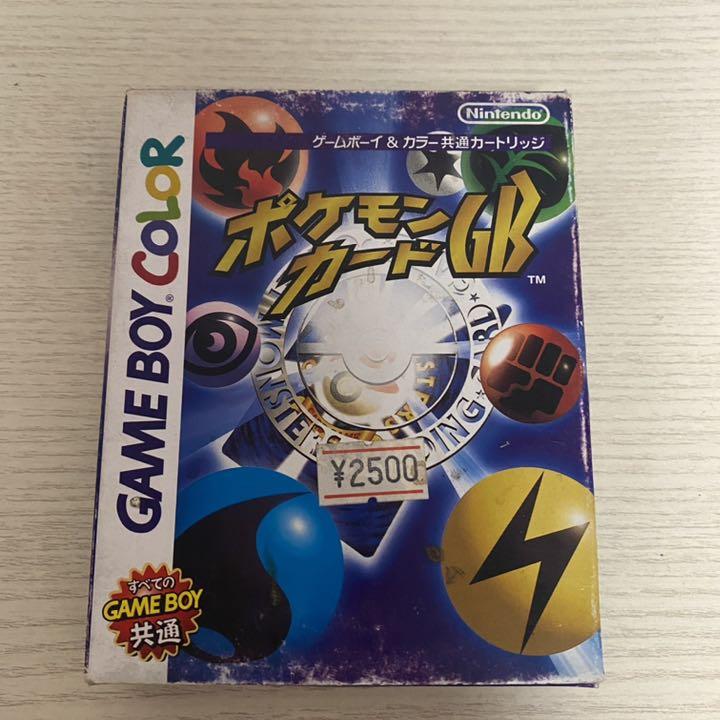 Nintendo
ゲームボーイ & カラー共通カートリッジ
ポケモン
カードGB
TM
GAME BOY COLOR
MONSTERS
¥2500
すべての
GAME BOY
共通